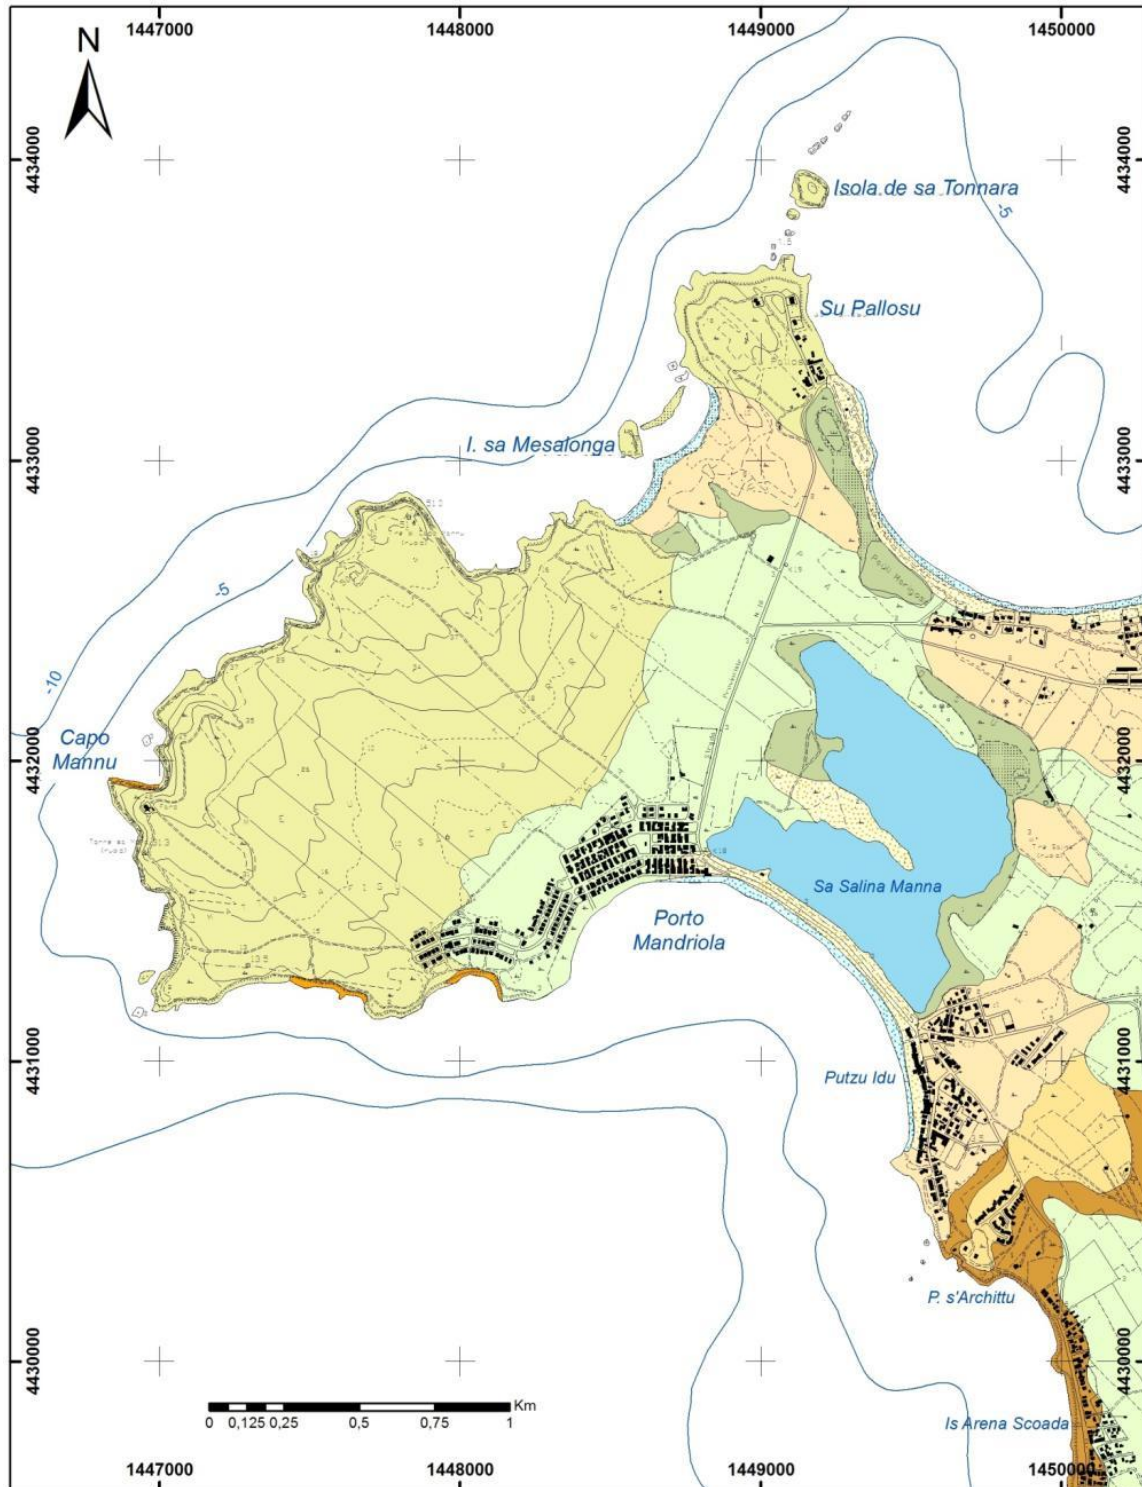 1447000 1448000 1449000 1450000
N
4434000 4434000
Isola de sa Tonnara
-5
Su Pallosu
I. sa Mesalonga
4433000 4433000
-5
-10
Capo
Mannu
4432000 4432000
Sa Salina Manna
Porto
Mandriola
Putzu Idu
4431000 4431000
P. s'Archittu
4430000 4430000
Km
0 0,125 0,25 0,5 0,75 1
Is Arena Scoada
1447000 1448000 1449000 1450000